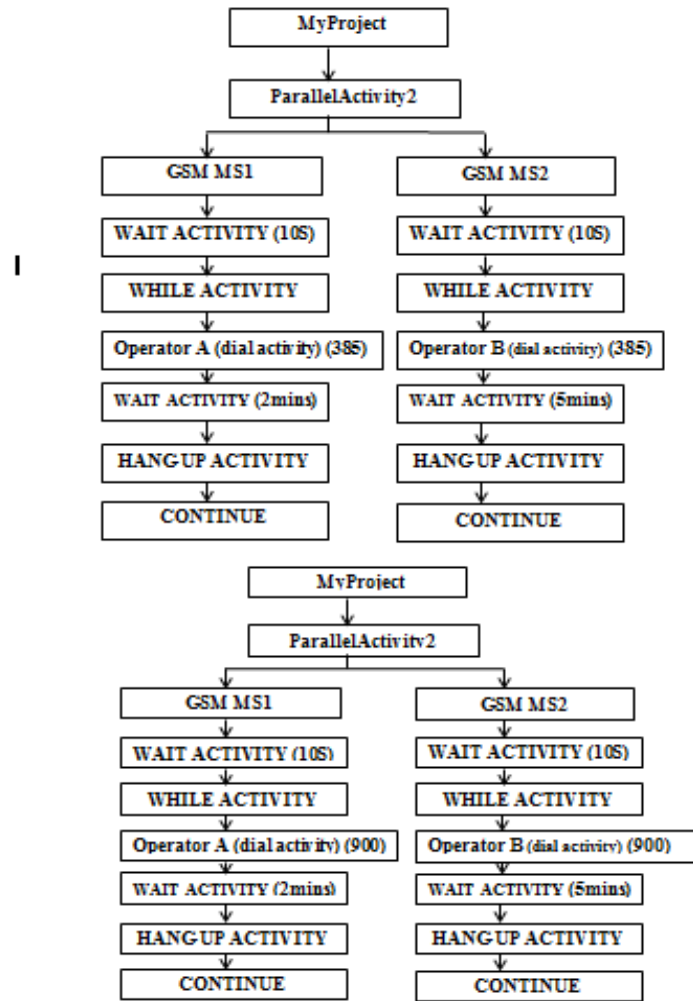 MyProject
ParallelActivity2
GSM MS1
GSM MS2
WAIT ACTIVITY (10S)
WAIT ACTIVITY (10S)
WHILE ACTIVITY
WHILE ACTIVITY
Operator A (dial activity) (385)
Operator B (dial activity) (385)
WAIT ACTIVITY (2mins)
WAIT ACTIVITY (5mins)
HANGUP ACTIVITY
HANGUP ACTIVITY
CONTINUE
CONTINUE
I
MyProject
ParallelActivity2
GSM MS1
GSM MS2
WAIT ACTIVITY (10S)
WAIT ACTIVITY (10S)
WHILE ACTIVITY
WHILE ACTIVITY
Operator A (dial activity) (900)
Operator B (dial activity) (900)
WAIT ACTIVITY (2mins)
WAIT ACTIVITY (5mins)
HANGUP ACTIVITY
HANGUP ACTIVITY
CONTINUE
CONTINUE